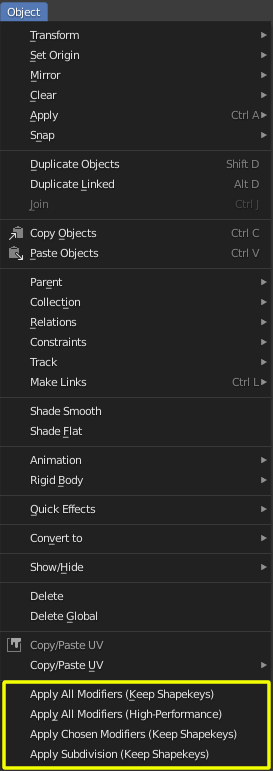 Object
Transform
Set Origin
Mirror
Clear
Apply Ctrl A
Snap
Duplicate Objects Shift D
Duplicate Linked Alt D
Join Ctrl J
Copy Objects Ctrl C
Paste Objects Ctrl V
Parent
Collection
Relations
Constraints
Track
Make Links Ctrl L
Shade Smooth
Shade Flat
Animation
Rigid Body
Quick Effects
Convert to
Show/Hide
Delete
Delete Global
Copy/Paste UV
Copy/Paste UV
Apply All Modifiers (Keep Shapekeys)
Apply All Modifiers (High-Performance)
Apply Chosen Modifiers (Keep Shapekeys)
Apply Subdivision (Keep Shapekeys)